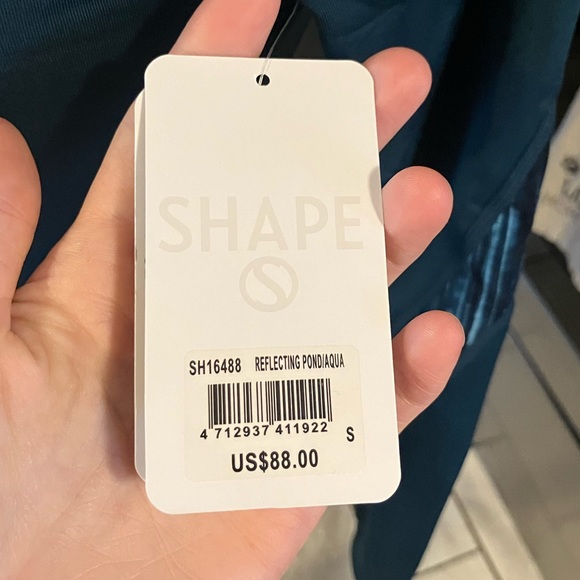 SHAPE
S
SH16488 REFLECTING POND/AQUA
4 712937 411922 S
US$88.00